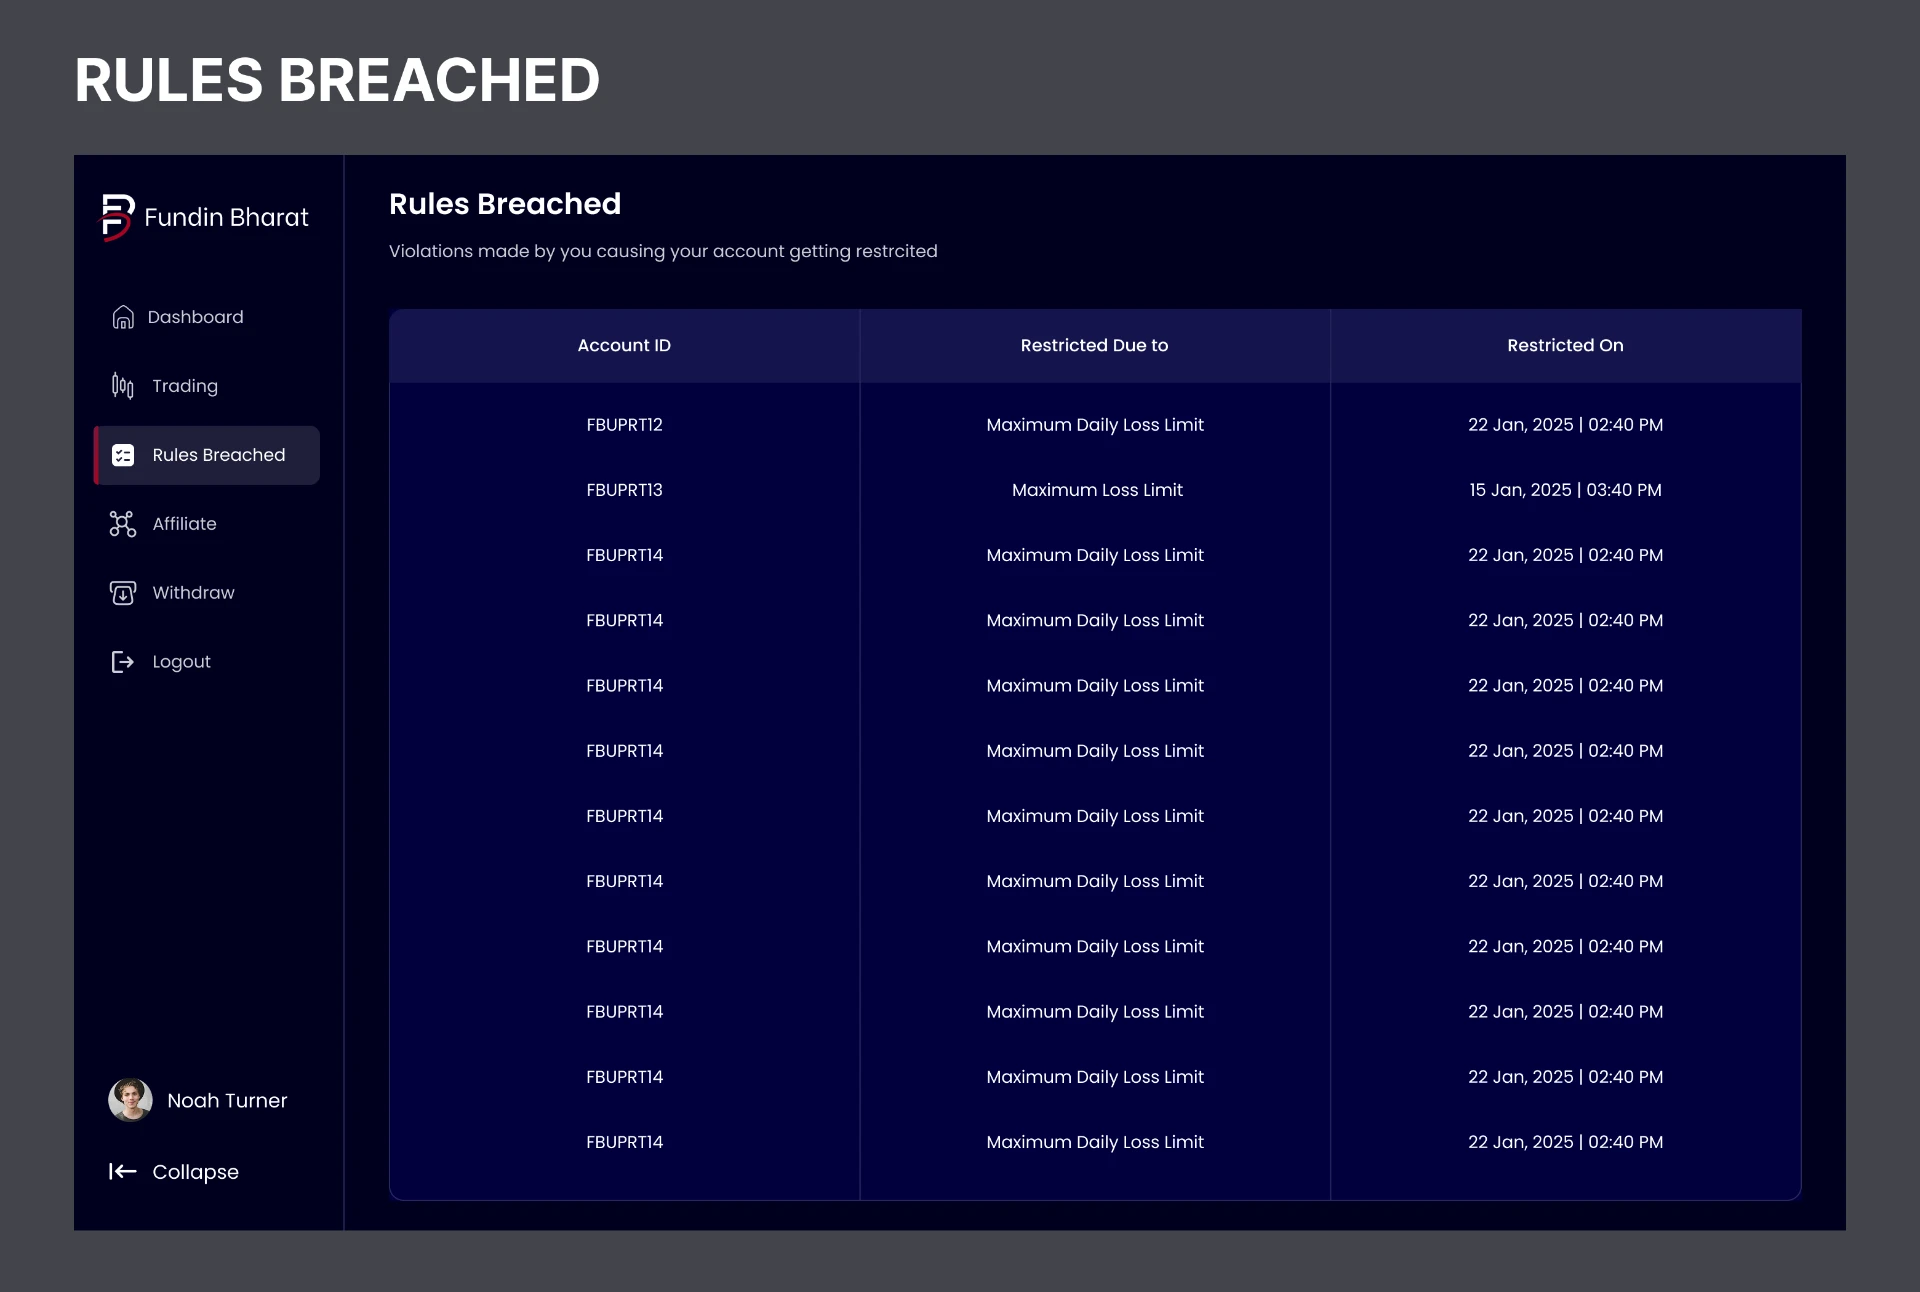 RULES BREACHED
Fundin Bharat
Dashboard
Trading
Rules Breached
Affiliate
Withdraw
Logout
Noah Turner
Collapse
Rules Breached
Violations made by you causing your account getting restrcited
Account ID Restricted Due to Restricted On
FBUPRT12 Maximum Daily Loss Limit 22 Jan, 2025 | 02:40 PM
FBUPRT13 Maximum Loss Limit 15 Jan, 2025 | 03:40 PM
FBUPRT14 Maximum Daily Loss Limit 22 Jan, 2025 | 02:40 PM
FBUPRT14 Maximum Daily Loss Limit 22 Jan, 2025 | 02:40 PM
FBUPRT14 Maximum Daily Loss Limit 22 Jan, 2025 | 02:40 PM
FBUPRT14 Maximum Daily Loss Limit 22 Jan, 2025 | 02:40 PM
FBUPRT14 Maximum Daily Loss Limit 22 Jan, 2025 | 02:40 PM
FBUPRT14 Maximum Daily Loss Limit 22 Jan, 2025 | 02:40 PM
FBUPRT14 Maximum Daily Loss Limit 22 Jan, 2025 | 02:40 PM
FBUPRT14 Maximum Daily Loss Limit 22 Jan, 2025 | 02:40 PM
FBUPRT14 Maximum Daily Loss Limit 22 Jan, 2025 | 02:40 PM
FBUPRT14 Maximum Daily Loss Limit 22 Jan, 2025 | 02:40 PM